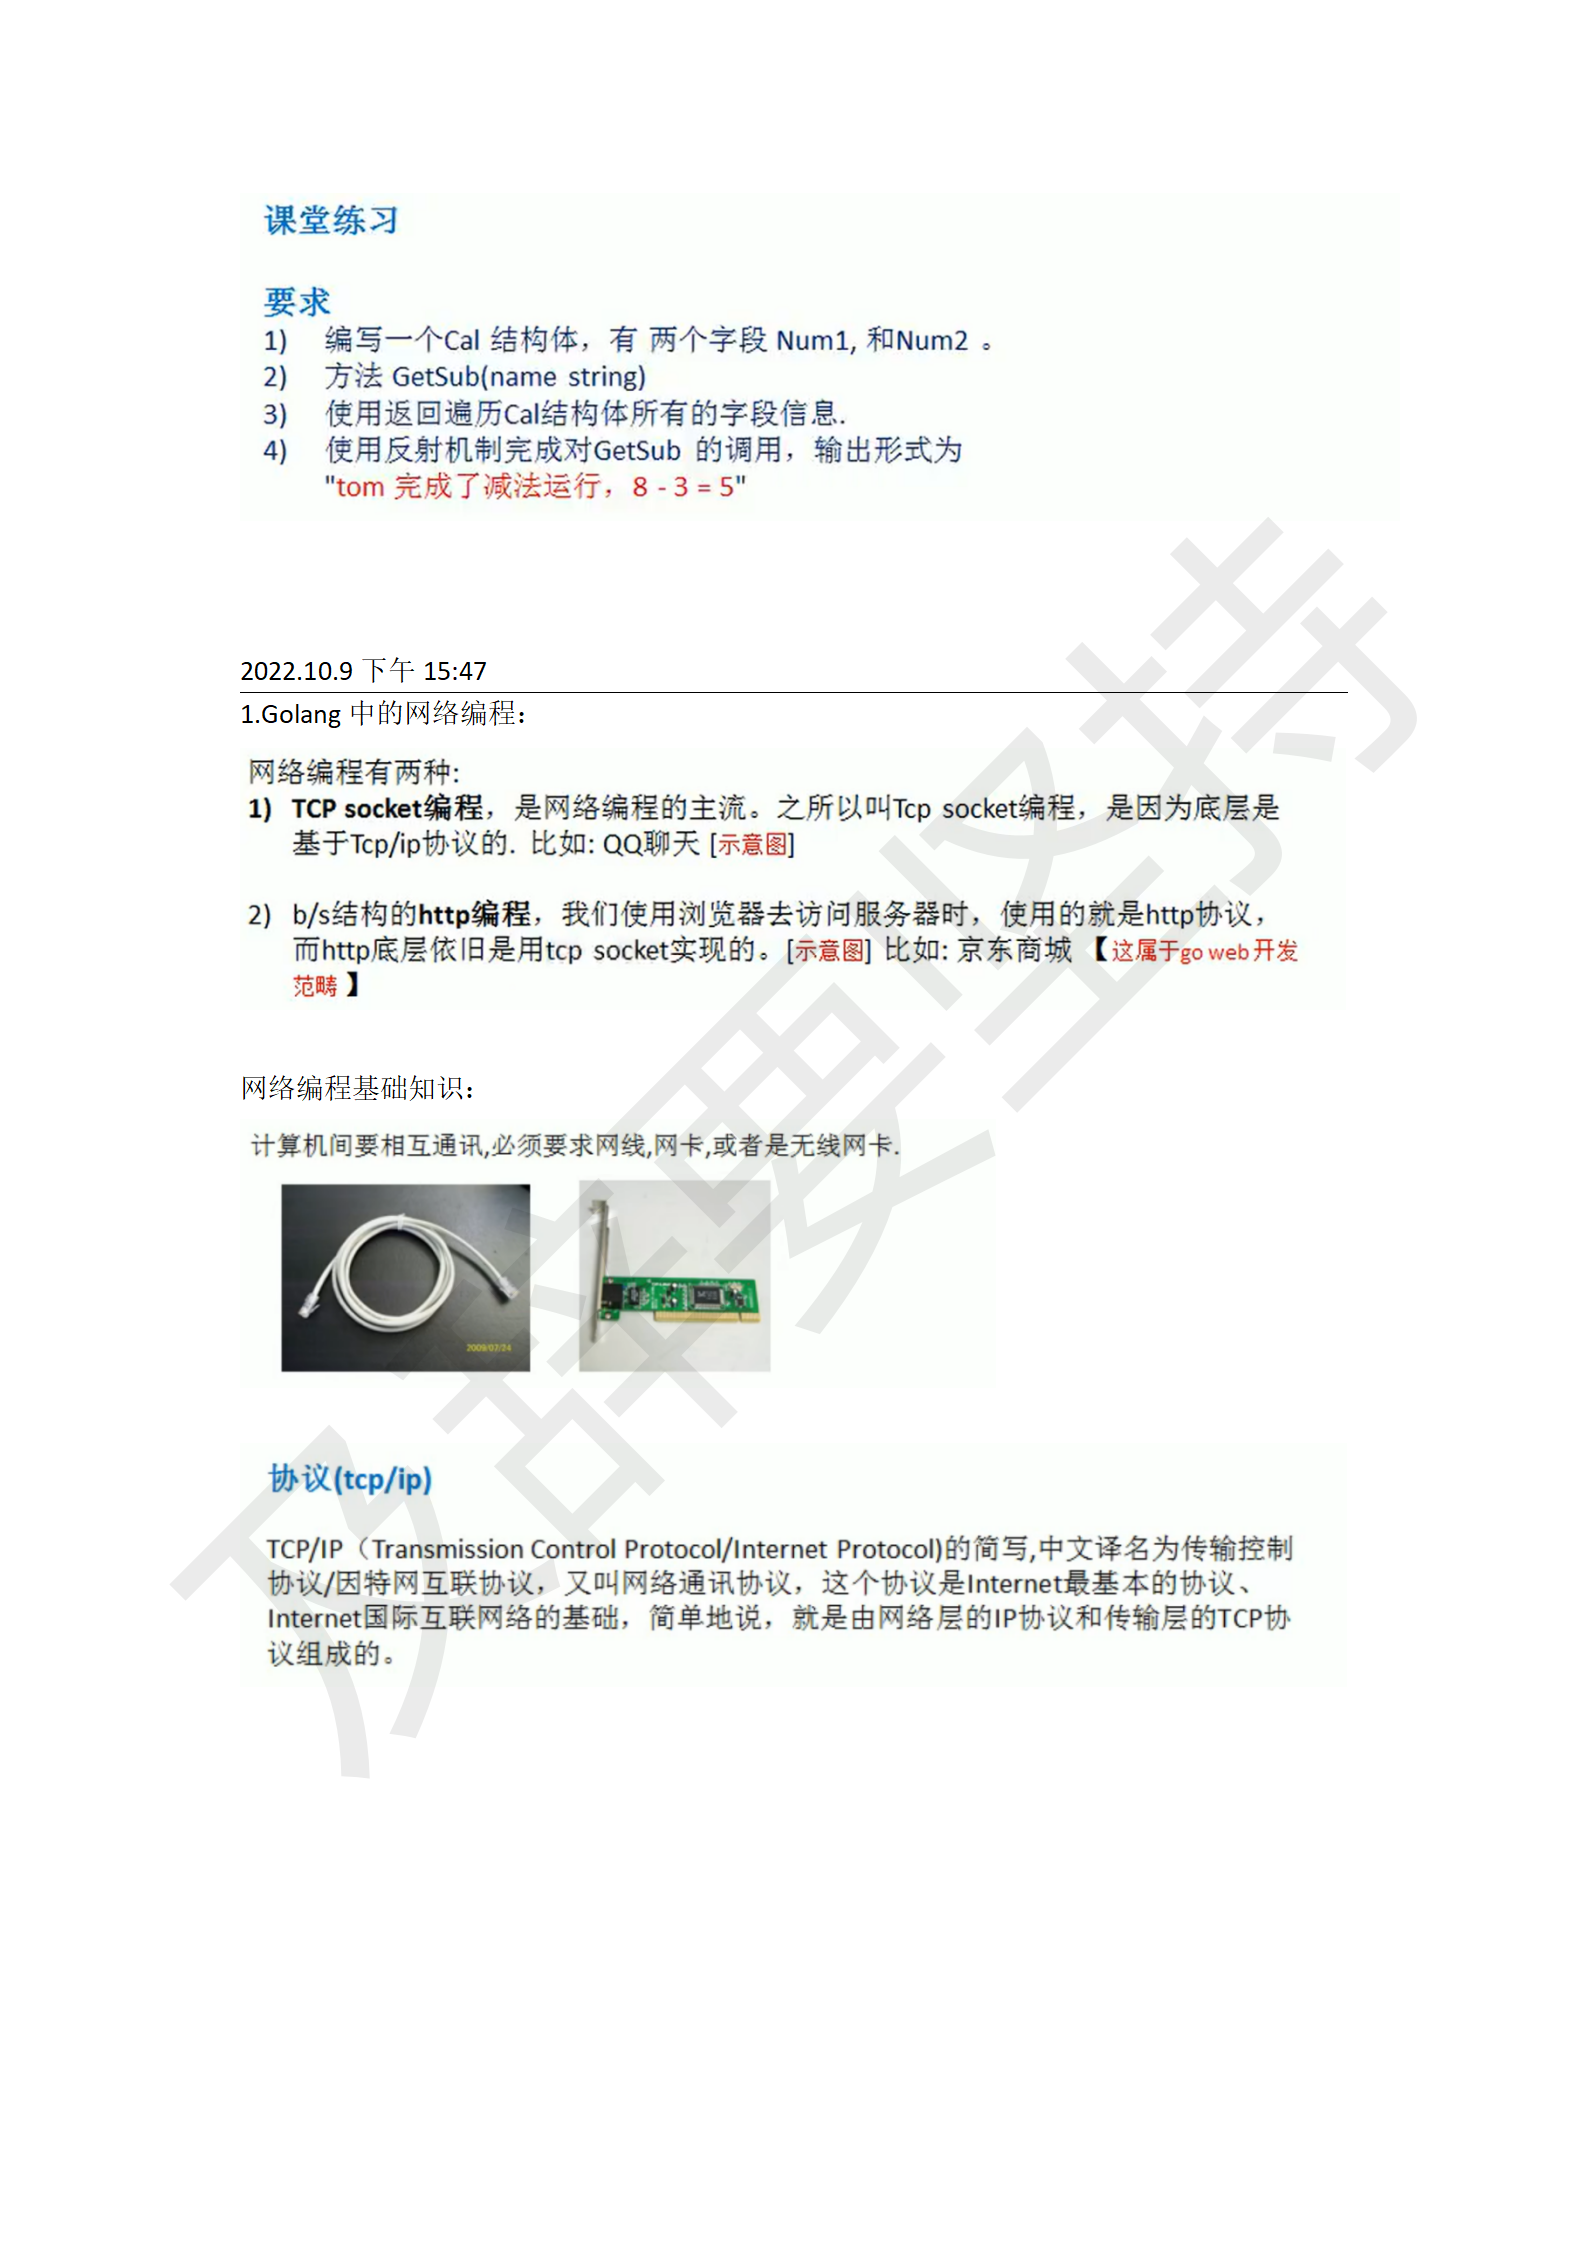 课堂练习
要求
1) 编写一个Cal 结构体，有 两个字段 Num1, 和Num2 。
2) 方法 GetSub(name string)
3) 使用返回遍历Cal结构体所有的字段信息.
4) 使用反射机制完成对GetSub 的调用，输出形式为
"tom 完成了减法运行，8 - 3 = 5"
2022.10.9 下午 15:47
1.Golang 中的网络编程：
网络编程有两种:
1) TCP socket编程，是网络编程的主流。之所以叫Tcp socket编程，是因为底层是
基于Tcp/ip协议的. 比如: QQ聊天 [示意图]
2) b/s结构的http编程，我们使用浏览器去访问服务器时，使用的就是http协议，
而http底层依旧是用tcp socket实现的。[示意图] 比如: 京东商城 【这属于go web 开发
范畴 】
网络编程基础知识：
计算机间要相互通讯,必须要求网线,网卡,或者是无线网卡.
2009/07/24
协议(tcp/ip)
TCP/IP（Transmission Control Protocol/Internet Protocol)的简写,中文译名为传输控制
协议/因特网互联协议，又叫网络通讯协议，这个协议是Internet最基本的协议、
Internet国际互联网络的基础，简单地说，就是由网络层的IP协议和传输层的TCP协
议组成的。
及辞要坚持